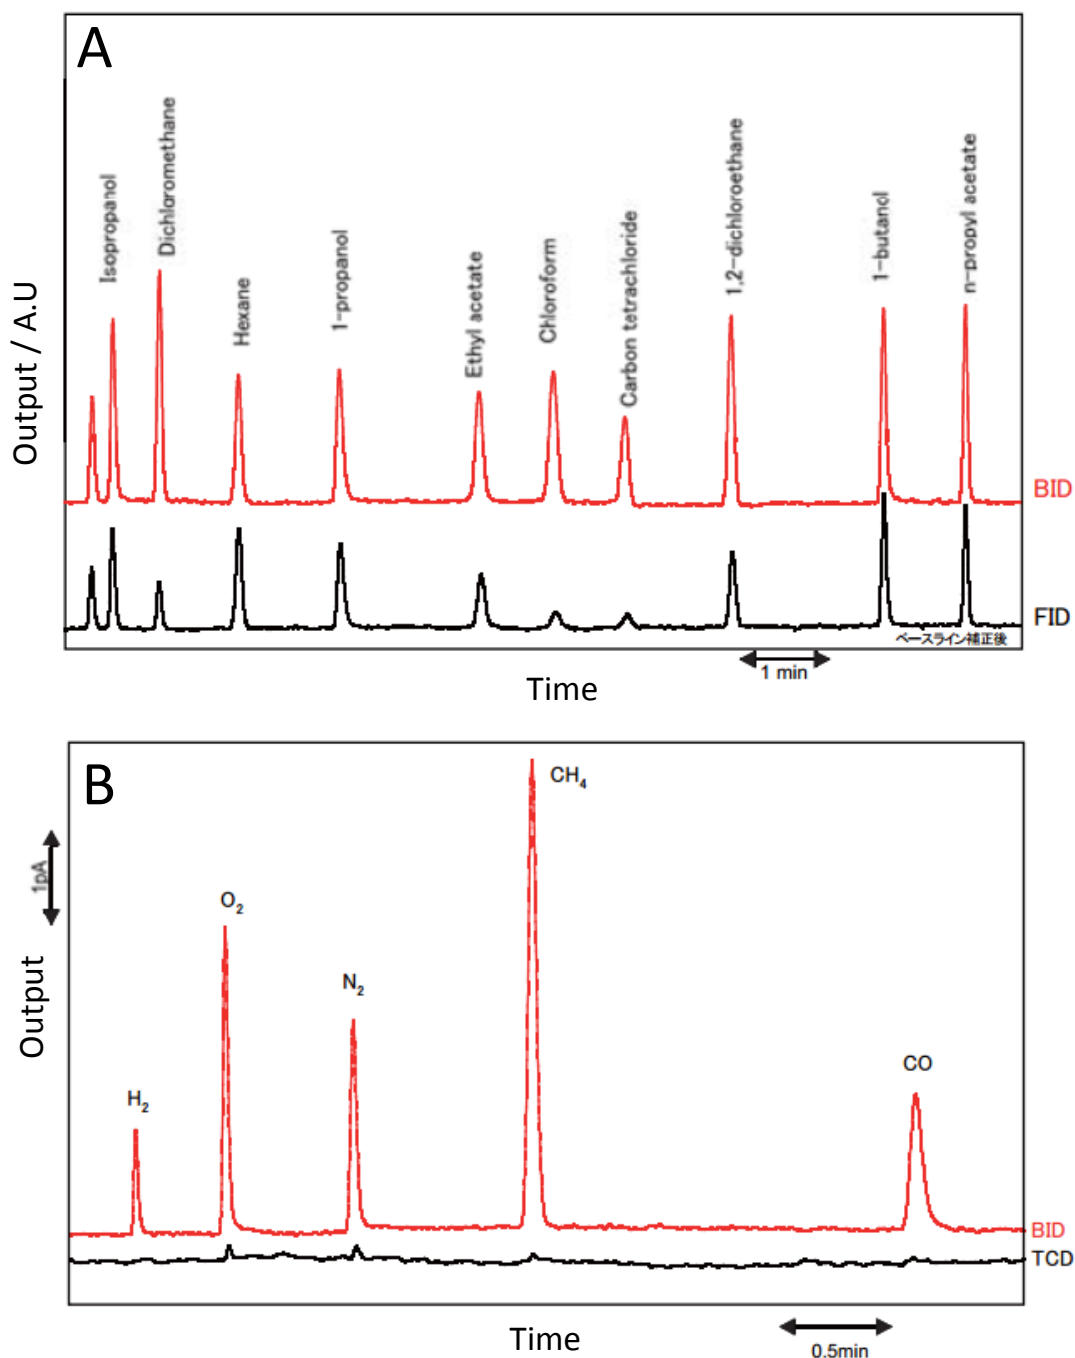 A
Isopropanol
Dichloromethane
Hexane
1-propanol
Ethyl acetate
Chloroform
Carbon tetrachloride
1,2-dichloroethane
1-butanol
n-propyl acetate
Output / A.U
BID
FID
ベースライン補正後
1 min
Time
B
CH4
1pA
O2
N2
H2
CO
Output
BID
TCD
Time
0.5min